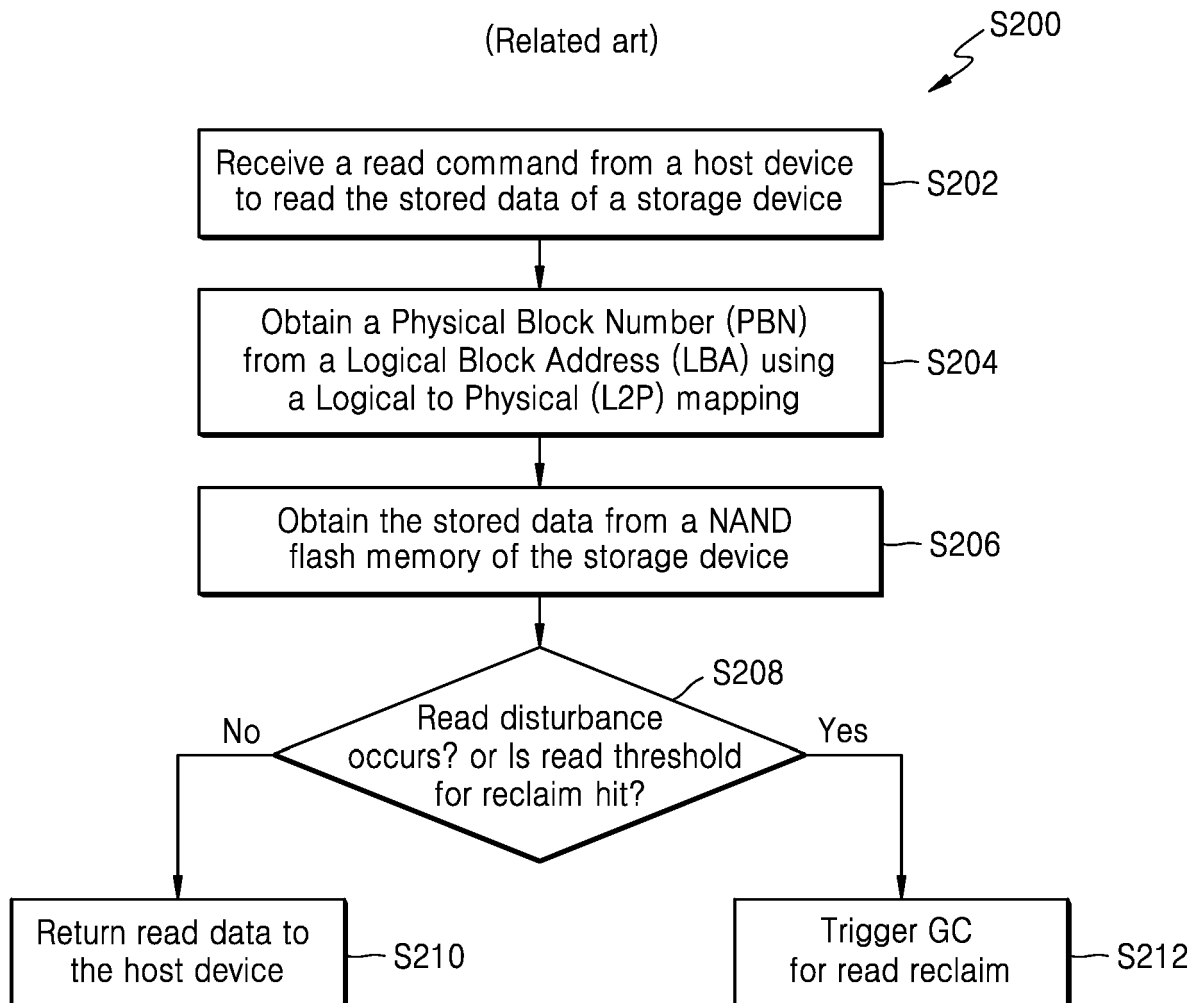 (Related art)
S200
Receive a read command from a host device
to read the stored data of a storage device
S202
Obtain a Physical Block Number (PBN)
from a Logical Block Address (LBA) using
a Logical to Physical (L2P) mapping
S204
Obtain the stored data from a NAND
flash memory of the storage device
S206
S208
Read disturbance
occurs? or Is read threshold
for reclaim hit?
No
Yes
Return read data to
the host device
S210
Trigger GC
for read reclaim
S212